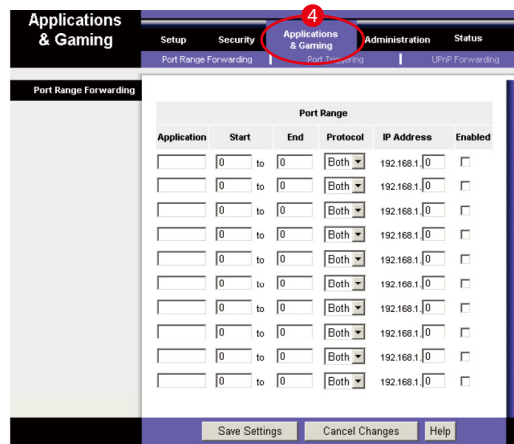 Applications & Gaming
4
Setup Security Applications & Gaming Administration Status
Port Range Forwarding Port Triggering UPnP Forwarding
Port Range Forwarding
Port Range
Application Start End Protocol IP Address Enabled
0 to 0 Both 192.168.1. 0
0 to 0 Both 192.168.1. 0
0 to 0 Both 192.168.1. 0
0 to 0 Both 192.168.1. 0
0 to 0 Both 192.168.1. 0
0 to 0 Both 192.168.1. 0
0 to 0 Both 192.168.1. 0
0 to 0 Both 192.168.1. 0
0 to 0 Both 192.168.1. 0
0 to 0 Both 192.168.1. 0
Save Settings Cancel Changes Help